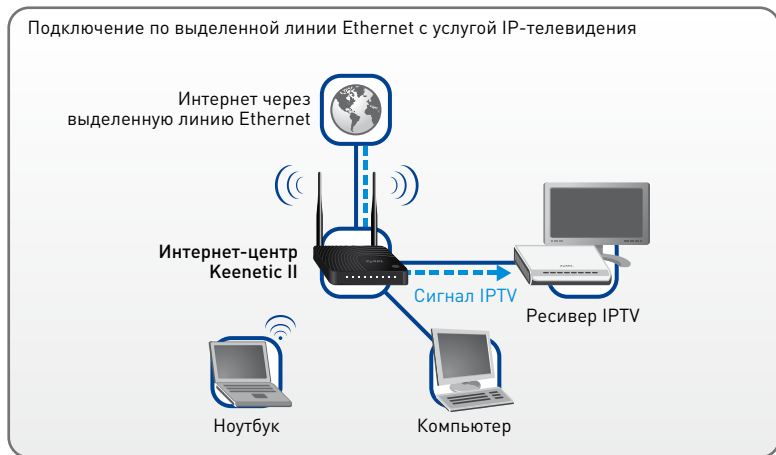 Подключение по выделенной линии Ethernet с услугой IP-телевидения
Интернет через
выделенную линию Ethernet
Интернет-центр
Keenetic II
ZyXEL
Сигнал IPTV
Ресивер IPTV
Ноутбук
Компьютер